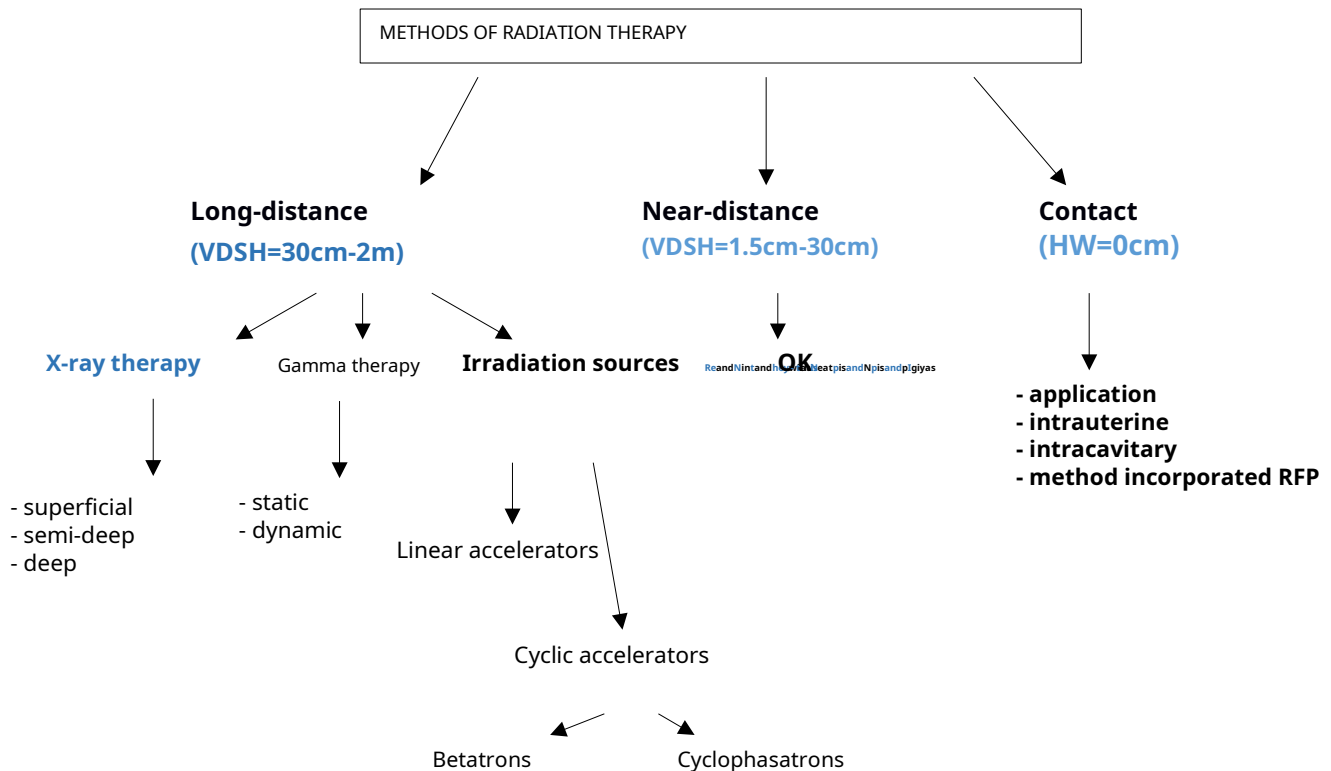 METHODS OF RADIATION THERAPY
Long-distance
(VDSH=30cm-2m)
Near-distance
(VDSH=1.5cm-30cm)
Contact
(HW=0cm)
X-ray therapy
Gamma therapy
Irradiation sources
OK
- application
- intrauterine
- intracavitary
- method incorporated RFP
- superficial
- semi-deep
- deep
- static
- dynamic
Linear accelerators
Cyclic accelerators
Betatrons
Cyclophasatrons